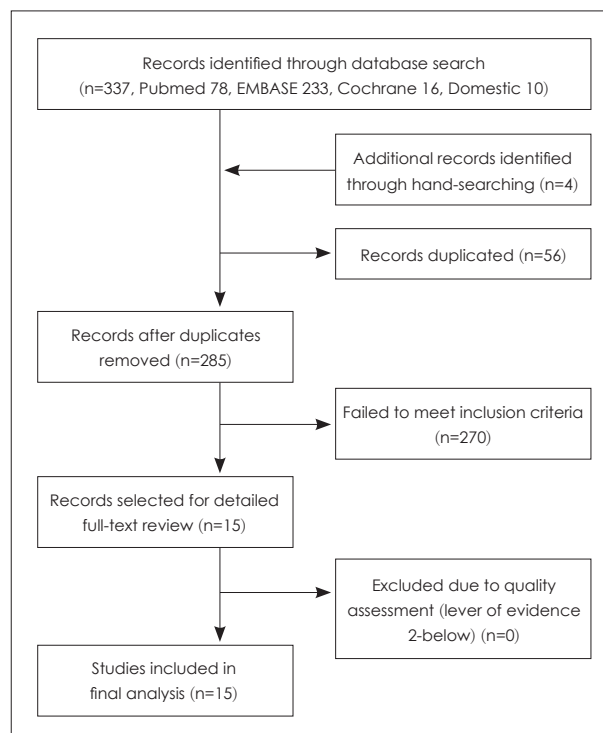 Records identified through database search
(n=337, Pubmed 78, EMBASE 233, Cochrane 16, Domestic 10)
Additional records identified
through hand-searching (n=4)
Records duplicated (n=56)
Records after duplicates
removed (n=285)
Failed to meet inclusion criteria
(n=270)
Records selected for detailed
full-text review (n=15)
Excluded due to quality
assessment (lever of evidence
2-below) (n=0)
Studies included in
final analysis (n=15)